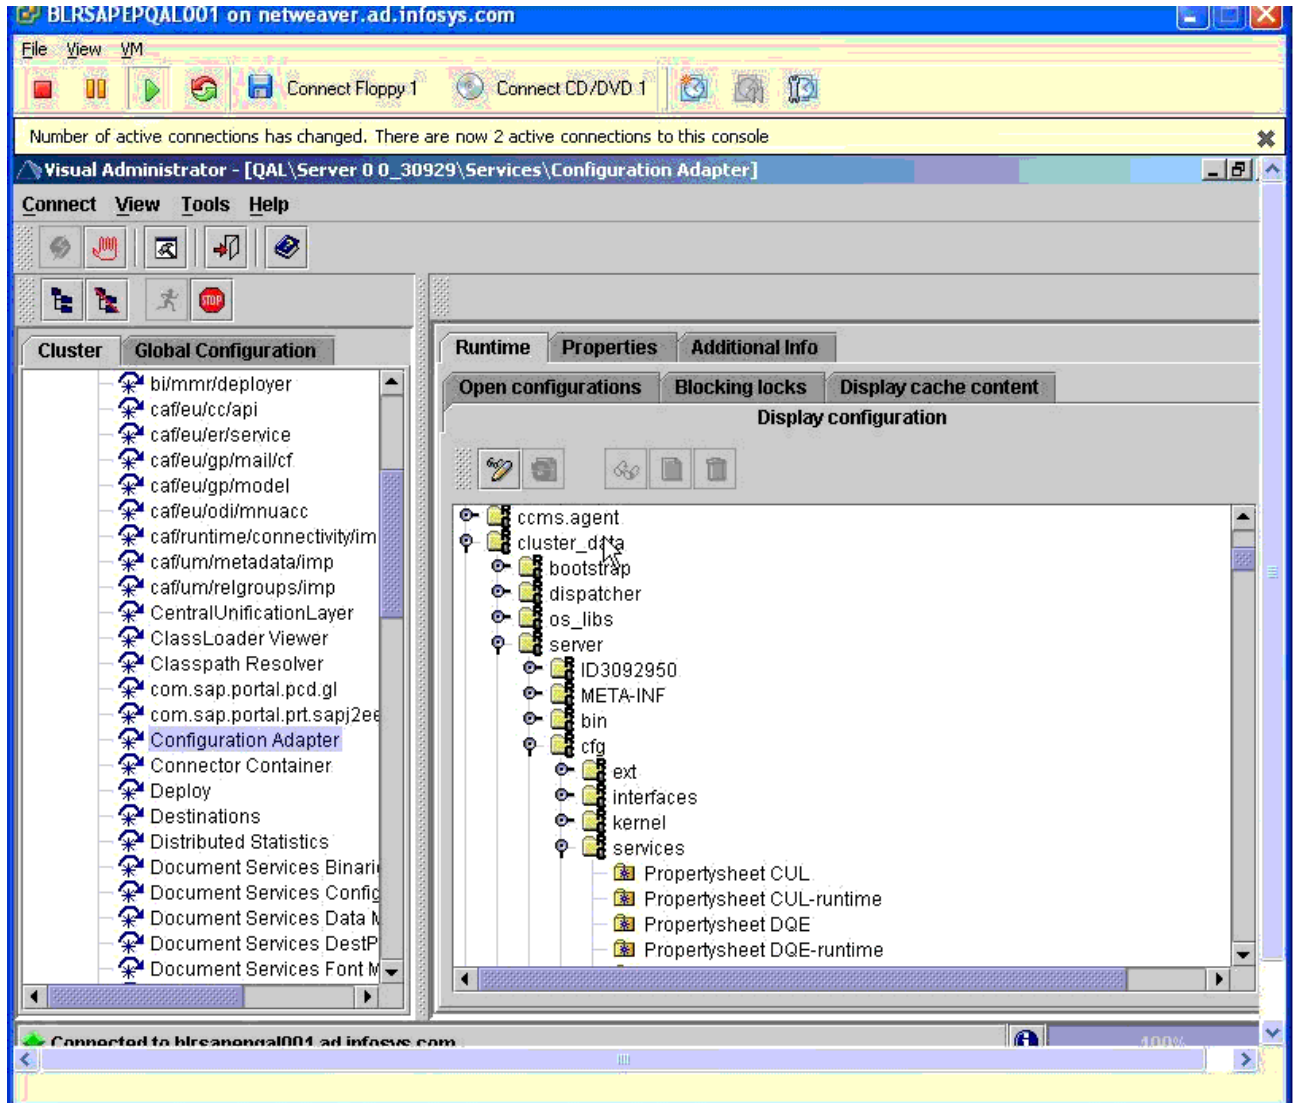 BLRSAPEPQAL001 on netweaver.ad.infosys.com
File View VM
Connect Floppy 1 Connect CD/DVD 1
Number of active connections has changed. There are now 2 active connections to this console
Visual Administrator - [QAL\Server 0 0_30929\Services\Configuration Adapter]
Connect View Tools Help
STOP
Cluster Global Configuration
bi/mmr/deployer
caf/eu/cc/api
caf/eu/er/service
caf/eu/gp/mail/cf
caf/eu/gp/model
caf/eu/odi/mnuacc
caf/runtime/connectivity/im
caf/um/metadata/imp
caf/um/relgroups/imp
CentralUnificationLayer
ClassLoader Viewer
Classpath Resolver
com.sap.portal.pcd.gl
com.sap.portal.prt.sapj2ee
Configuration Adapter
Connector Container
Deploy
Destinations
Distributed Statistics
Document Services Binari
Document Services Config
Document Services Data M
Document Services DestP
Document Services Font M
Runtime Properties Additional Info
Open configurations Blocking locks Display cache content
Display configuration
ccms.agent
cluster_data
bootstrap
dispatcher
os_libs
server
ID3092950
META-INF
bin
cfg
ext
interfaces
kernel
services
Propertysheet CUL
Propertysheet CUL-runtime
Propertysheet DQE
Propertysheet DQE-runtime
Connected to blrsapepqal001.ad.infosys.com
100%